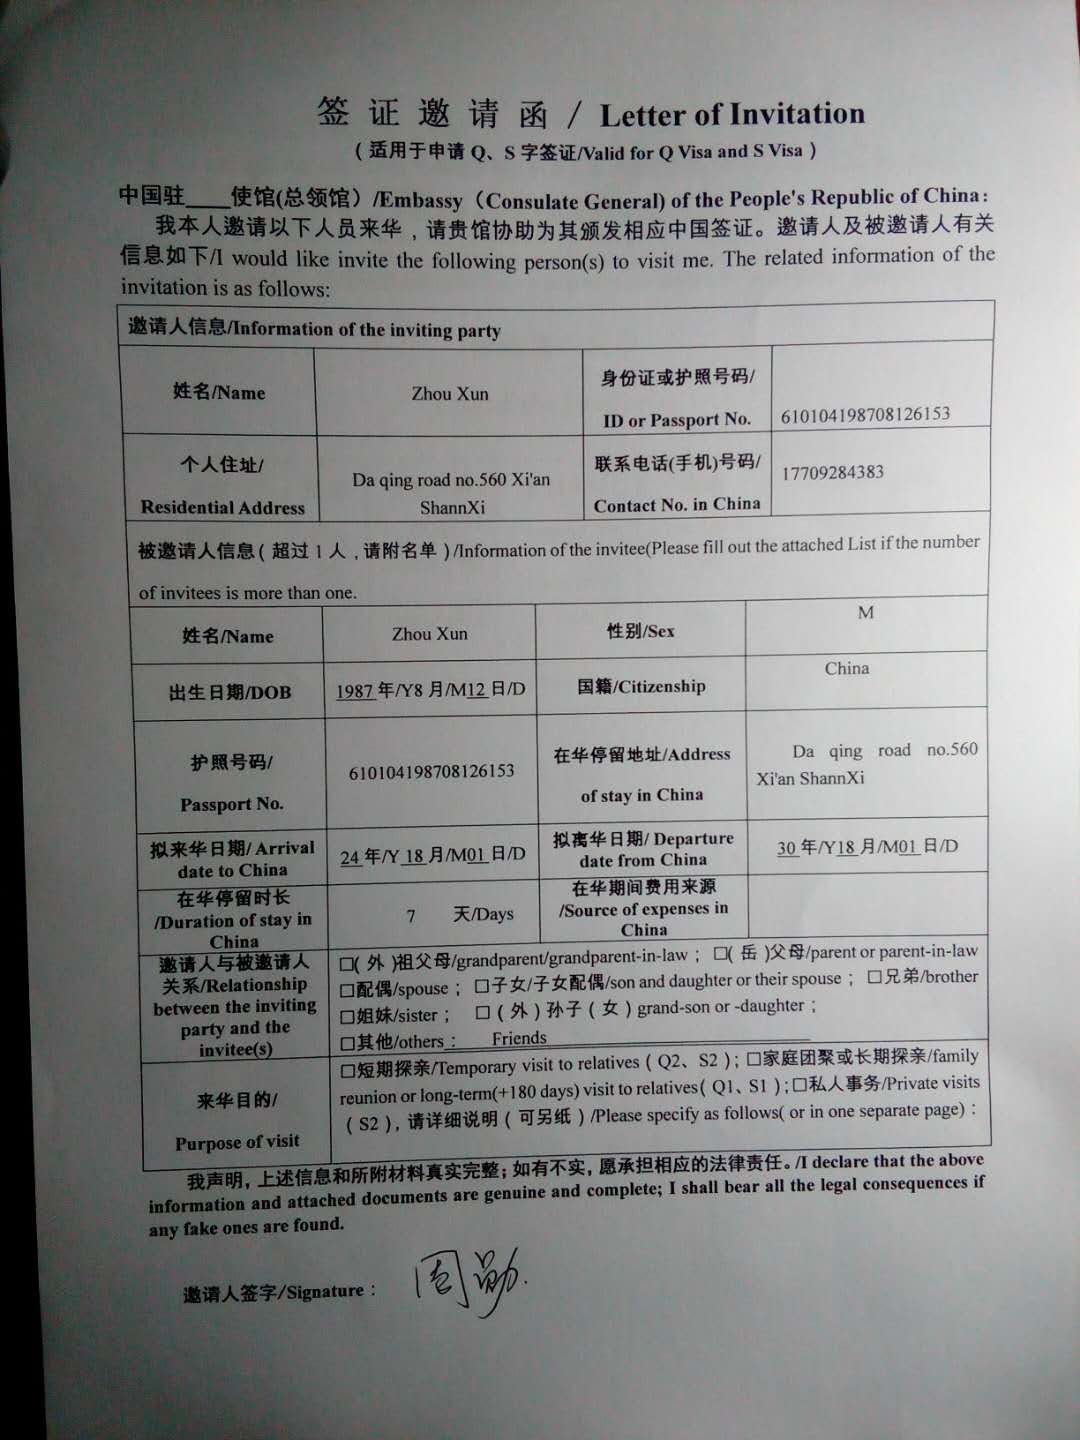 签 证 邀 请 函 / Letter of Invitation
（适用于申请 Q、S 字签证/Valid for Q Visa and S Visa）
中国驻____使馆(总领馆）/Embassy（Consulate General) of the People's Republic of China:
我本人邀请以下人员来华，请贵馆协助为其颁发相应中国签证。邀请人及被邀请人有关
信息如下/I would like invite the following person(s) to visit me. The related information of the
invitation is as follows:
邀请人信息/Information of the inviting party
姓名/Name
Zhou Xun
身份证或护照号码/
ID or Passport No.
610104198708126153
个人住址/
Residential Address
Da qing road no.560 Xi'an
ShannXi
联系电话(手机)号码/
Contact No. in China
17709284383
被邀请人信息（超过 1 人，请附名单）/Information of the invitee(Please fill out the attached List if the number
of invitees is more than one.
姓名/Name
Zhou Xun
性别/Sex
M
出生日期/DOB
1987 年/Y8 月/M12 日/D
国籍/Citizenship
China
护照号码/
Passport No.
610104198708126153
在华停留地址/Address
of stay in China
Da qing road no.560
Xi'an ShannXi
拟来华日期/ Arrival
date to China
24 年/Y 18 月/M01 日/D
拟离华日期/ Departure
date from China
30 年/Y18 月/M01 日/D
在华停留时长
/Duration of stay in
China
7 天/Days
在华期间费用来源
/Source of expenses in
China
邀请人与被邀请人
关系/Relationship
between the inviting
party and the
invitee(s)
□( 外 )祖父母/grandparent/grandparent-in-law； □( 岳 )父母/parent or parent-in-law
□配偶/spouse； □子女/子女配偶/son and daughter or their spouse； □兄弟/brother
□姐妹/sister； □（外）孙子（女）grand-son or -daughter；
□其他/others： Friends
来华目的/
Purpose of visit
□短期探亲/Temporary visit to relatives（Q2、S2）；□家庭团聚或长期探亲/family
reunion or long-term(+180 days) visit to relatives（Q1、S1）；□私人事务/Private visits
（S2），请详细说明（可另纸）/Please specify as follows( or in one separate page)：
我声明，上述信息和所附材料真实完整；如有不实，愿承担相应的法律责任。/I declare that the above
information and attached documents are genuine and complete; I shall bear all the legal consequences if
any fake ones are found.
邀请人签字/Signature： 周勋